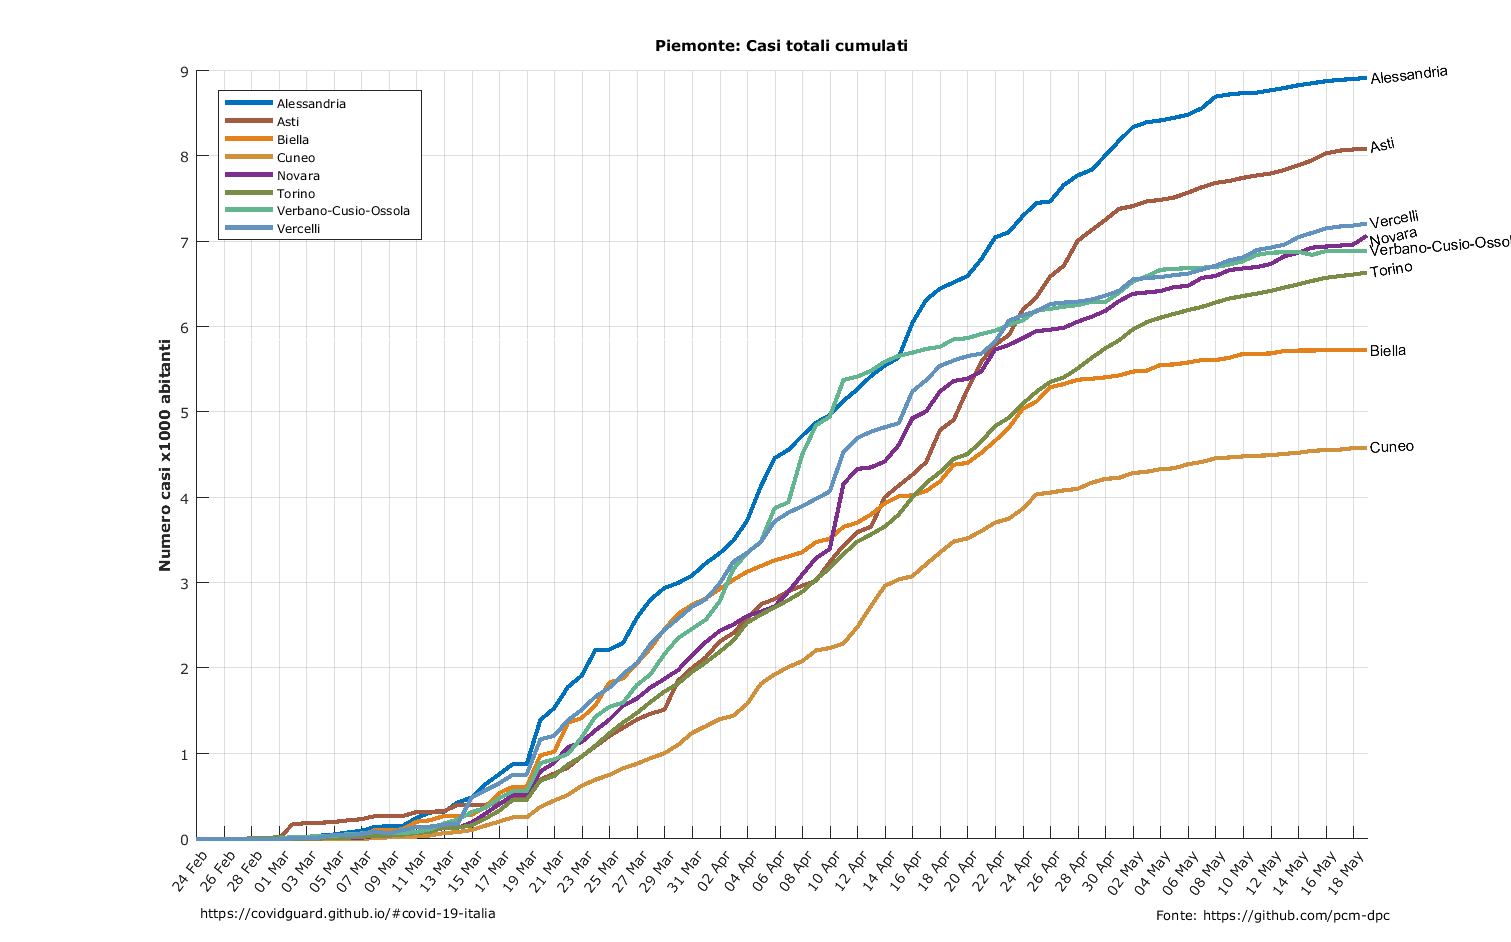 Piemonte: Casi totali cumulati
Numero casi x1000 abitanti
9
8
7
6
5
4
3
2
1
0
Alessandria
Asti
Biella
Cuneo
Novara
Torino
Verbano-Cusio-Ossola
Vercelli
Alessandria
Asti
Vercelli
Novara
Verbano-Cusio-Ossol
Torino
Biella
Cuneo
24 Feb
26 Feb
28 Feb
01 Mar
03 Mar
05 Mar
07 Mar
09 Mar
11 Mar
13 Mar
15 Mar
17 Mar
19 Mar
21 Mar
23 Mar
25 Mar
27 Mar
29 Mar
31 Mar
02 Apr
04 Apr
06 Apr
08 Apr
10 Apr
12 Apr
14 Apr
16 Apr
18 Apr
20 Apr
22 Apr
24 Apr
26 Apr
28 Apr
30 Apr
02 May
04 May
06 May
08 May
10 May
12 May
14 May
16 May
18 May
https://covidguard.github.io/#covid-19-italia
Fonte: https://github.com/pcm-dpc